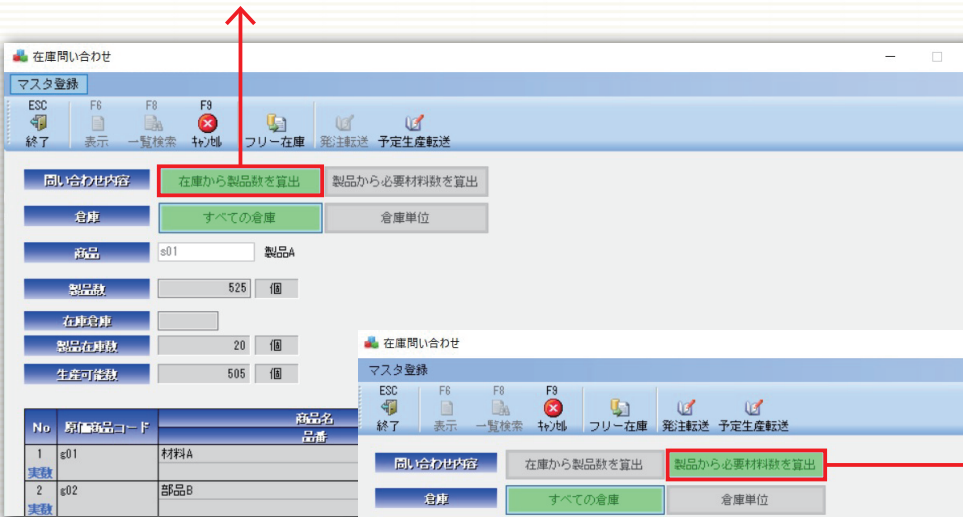 在庫問い合わせ
マスタ登録
ESC F6 F8 F9
終了 表示 一覧検索 ｷｬﾝｾﾙ フリー在庫 発注転送 予定生産転送
問い合わせ内容 在庫から製品数を算出 製品から必要材料数を算出
倉庫 すべての倉庫 倉庫単位
商品 s01 製品A
製品数 525 個
在庫倉庫
製品在庫数 20 個
生産可能数 505 個
No 原価商品コード 商品名
品番
1 g01 材料A
実数
2 g02 部品B
実数
在庫問い合わせ
マスタ登録
ESC F6 F8 F9
終了 表示 一覧検索 ｷｬﾝｾﾙ フリー在庫 発注転送 予定生産転送
問い合わせ内容 在庫から製品数を算出 製品から必要材料数を算出
倉庫 すべての倉庫 倉庫単位